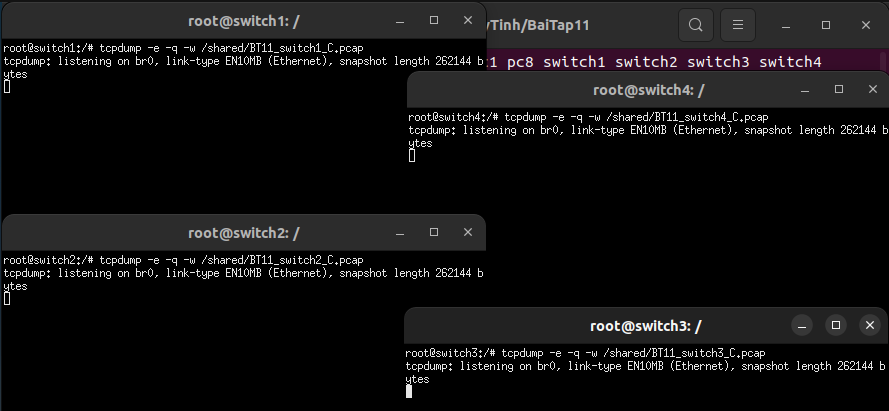 root@switch1: /
root@switch1:/# tcpdump -e -q -w /shared/BT11_switch1_C.pcap
tcpdump: listening on br0, link-type EN10MB (Ethernet), snapshot length 262144 b
ytes
yTinh/BaiTap11
1 pc8 switch1 switch2 switch3 switch4
root@switch4: /
root@switch4:/# tcpdump -e -q -w /shared/BT11_switch4_C.pcap
tcpdump: listening on br0, link-type EN10MB (Ethernet), snapshot length 262144 b
ytes
root@switch2: /
root@switch2:/# tcpdump -e -q -w /shared/BT11_switch2_C.pcap
tcpdump: listening on br0, link-type EN10MB (Ethernet), snapshot length 262144 b
ytes
root@switch3: /
root@switch3:/# tcpdump -e -q -w /shared/BT11_switch3_C.pcap
tcpdump: listening on br0, link-type EN10MB (Ethernet), snapshot length 262144 b
ytes